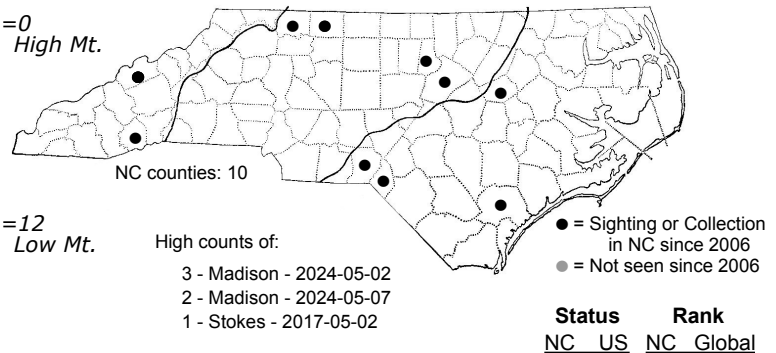 =0
High Mt.
NC counties: 10
=12
Low Mt.
High counts of:
3 - Madison - 2024-05-02
2 - Madison - 2024-05-07
1 - Stokes - 2017-05-02
● = Sighting or Collection
in NC since 2006
● = Not seen since 2006
Status Rank
NC US NC Global